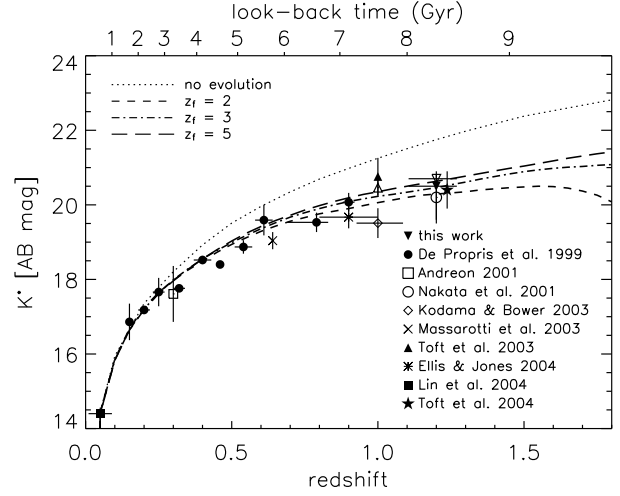 look-back time (Gyr)
1 2 3 4 5 6 7 8 9
24
22
20
18
16
14
K* [AB mag]
no evolution
z_f = 2
z_f = 3
z_f = 5
this work
De Propris et al. 1999
Andreon 2001
Nakata et al. 2001
Kodama & Bower 2003
Massarotti et al. 2003
Toft et al. 2003
Ellis & Jones 2004
Lin et al. 2004
Toft et al. 2004
0.0 0.5 1.0 1.5
redshift